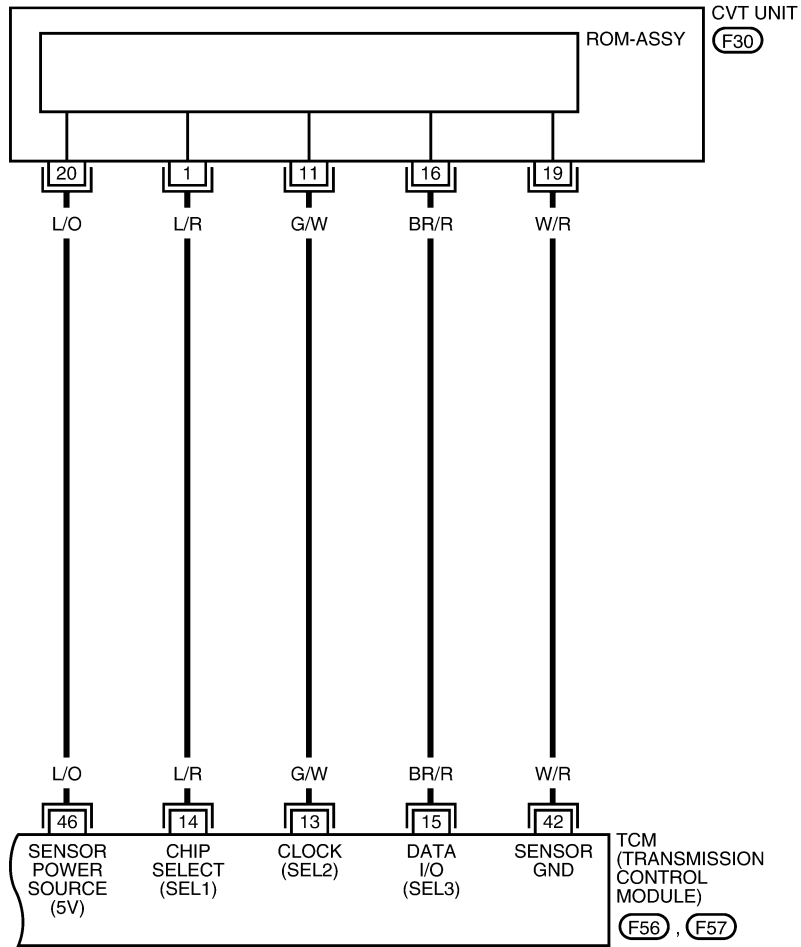 CVT UNIT
ROM-ASSY
F30
20 1 11 16 19
L/O L/R G/W BR/R W/R
L/O L/R G/W BR/R W/R
46 14 13 15 42
SENSOR
POWER
SOURCE
(5V)
CHIP
SELECT
(SEL1)
CLOCK
(SEL2)
DATA
I/O
(SEL3)
SENSOR
GND
TCM
(TRANSMISSION
CONTROL
MODULE)
F56 , F57